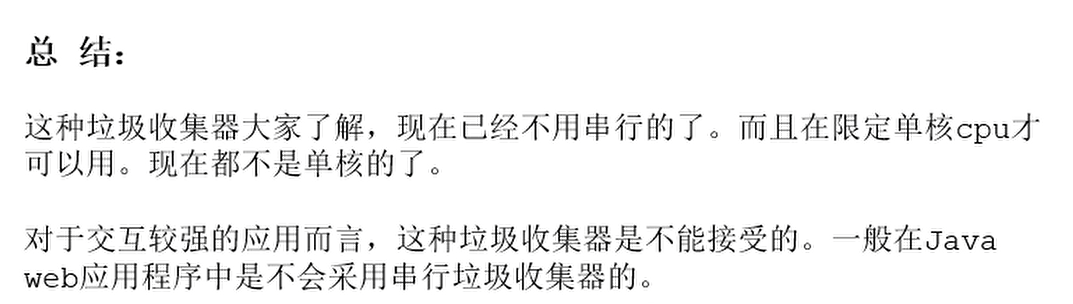 总 结：
这种垃圾收集器大家了解，现在已经不用串行的了。而且在限定单核cpu才
可以用。现在都不是单核的了。
对于交互较强的应用而言，这种垃圾收集器是不能接受的。一般在Java
web应用程序中是不会采用串行垃圾收集器的。